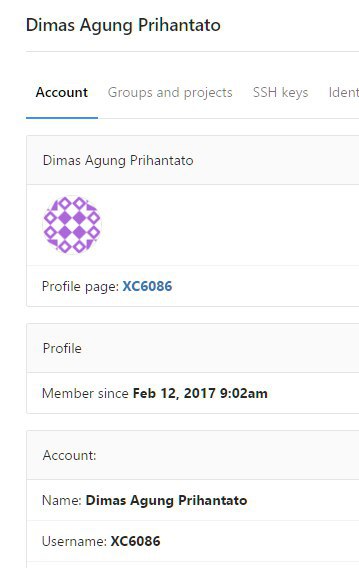 Dimas Agung Prihantato
Account Groups and projects SSH keys Ident
Dimas Agung Prihantato
Profile page: XC6086
Profile
Member since Feb 12, 2017 9:02am
Account:
Name: Dimas Agung Prihantato
Username: XC6086